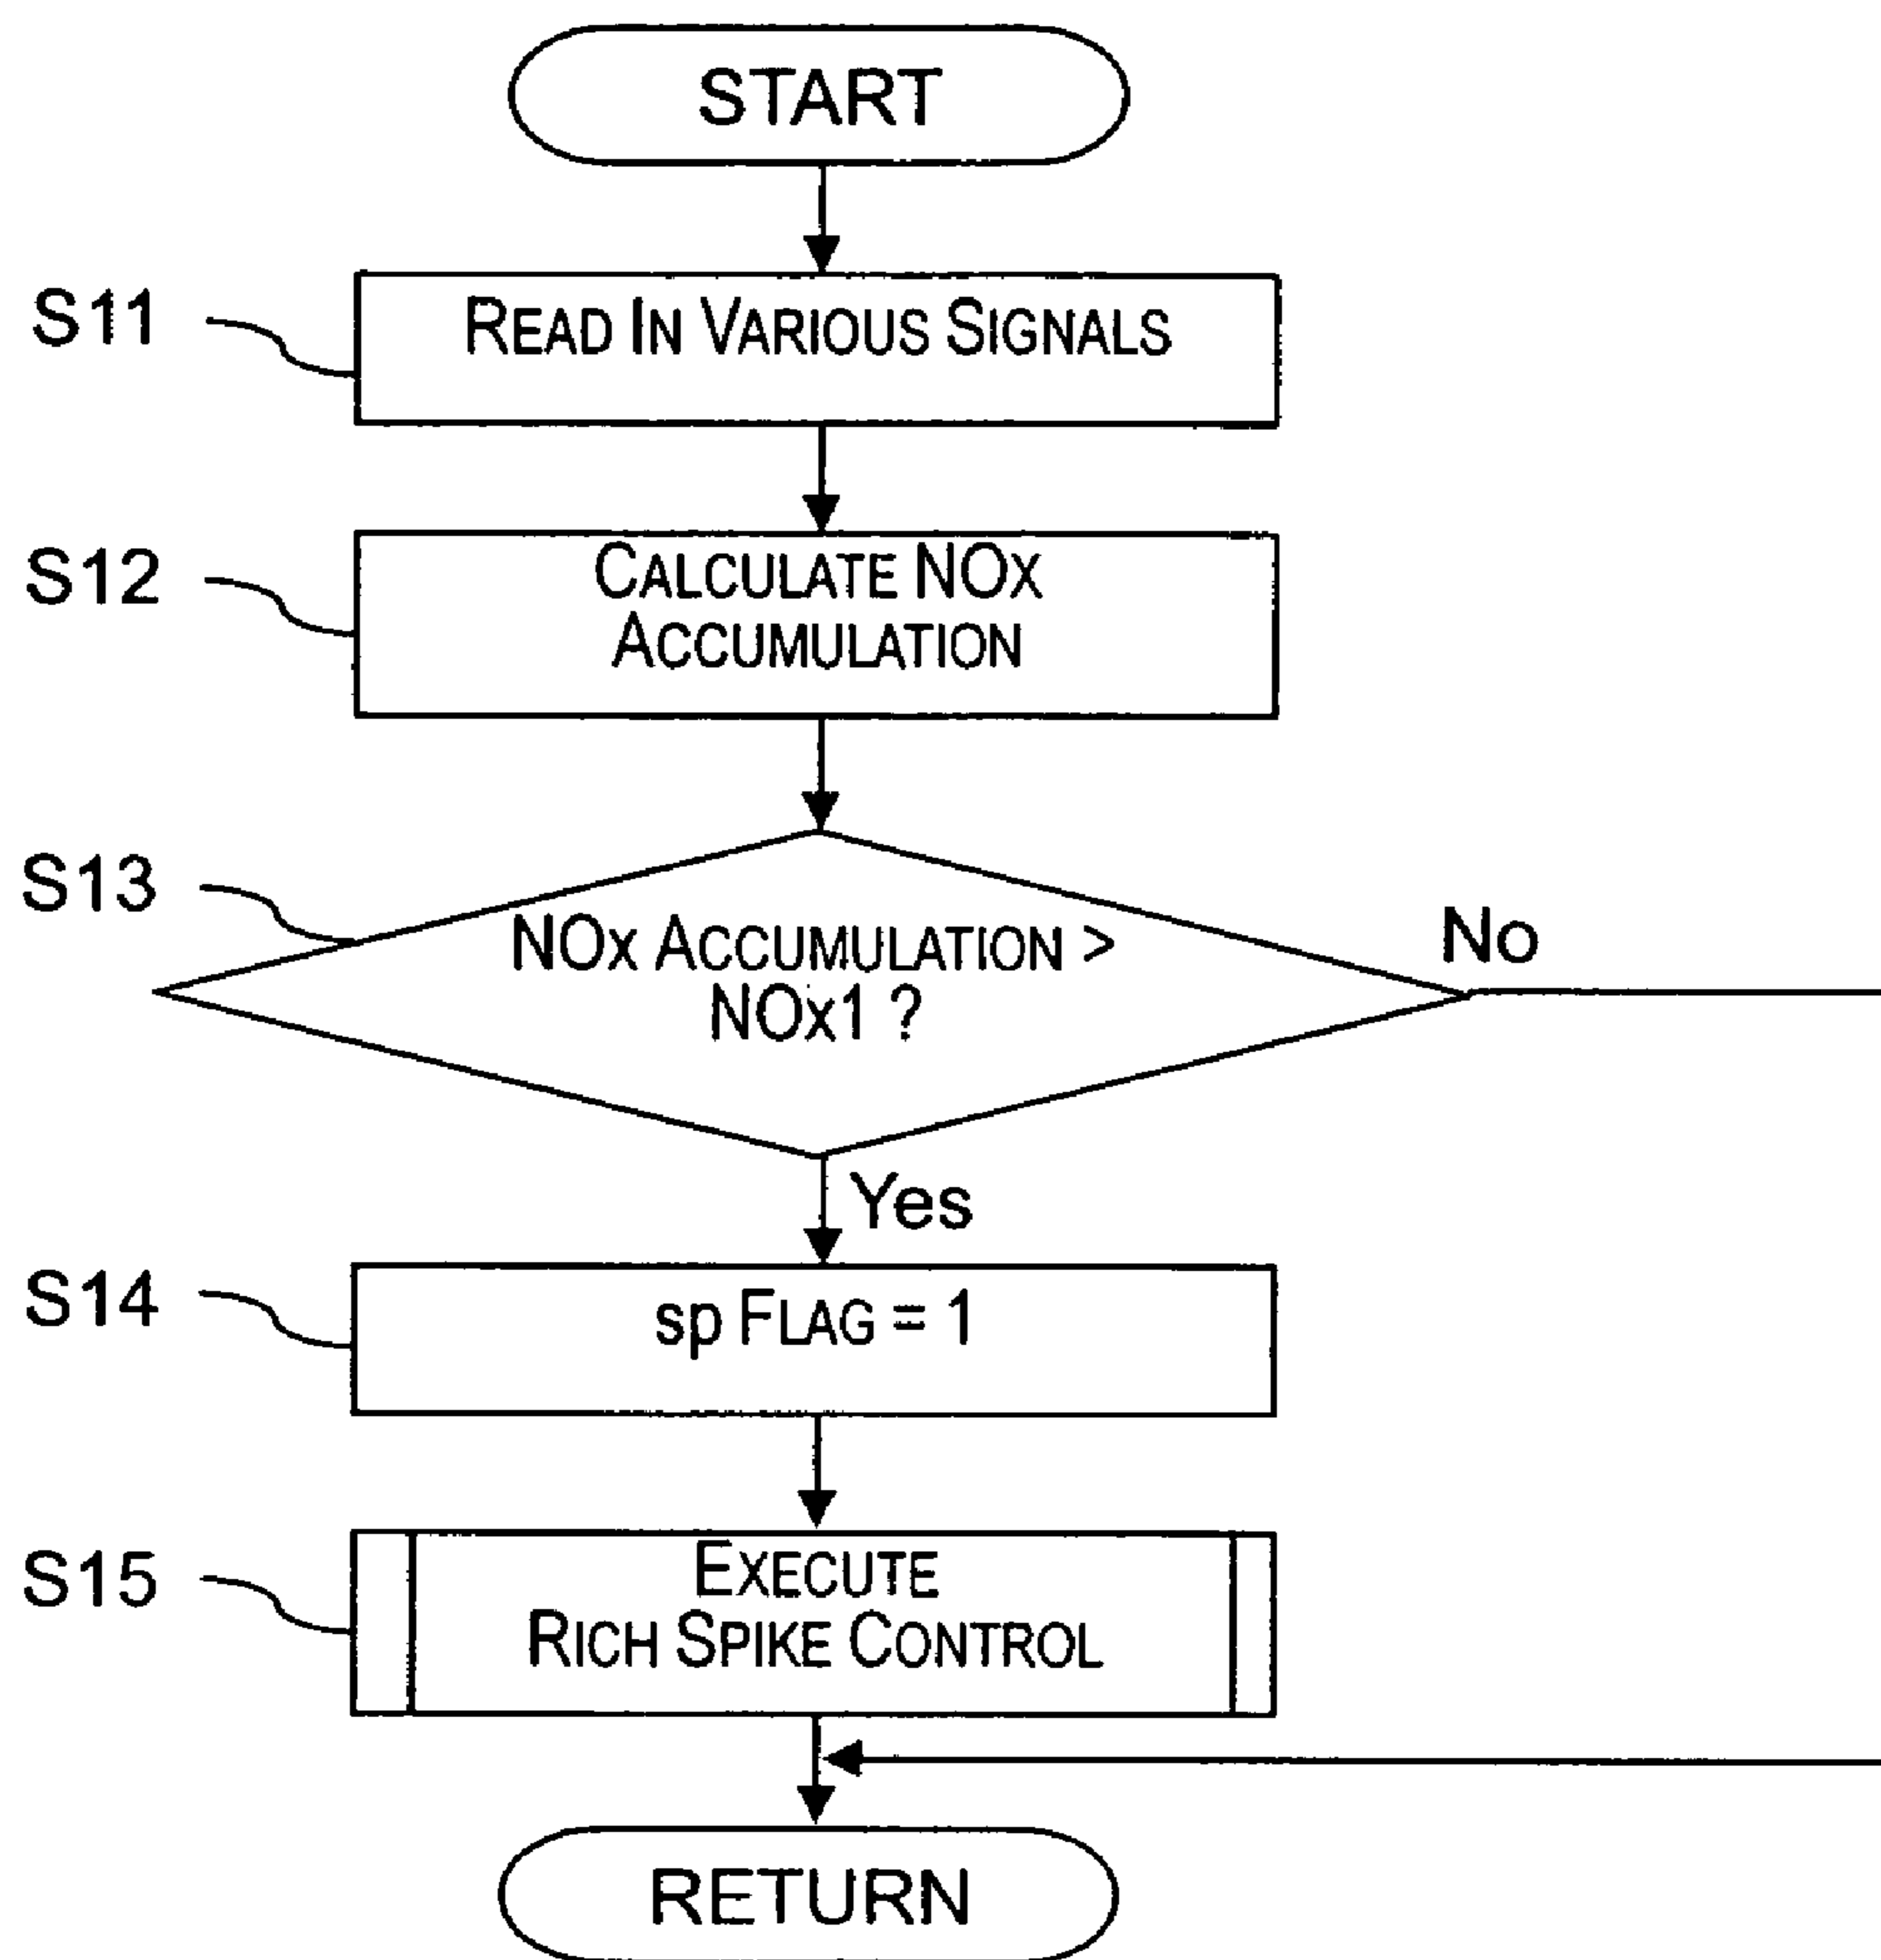 START
S11
READ IN VARIOUS SIGNALS
S12
CALCULATE NOX
ACCUMULATION
S13
NOX ACCUMULATION >
NOX1 ?
No
Yes
S14
sp FLAG = 1
S15
EXECUTE
RICH SPIKE CONTROL
RETURN